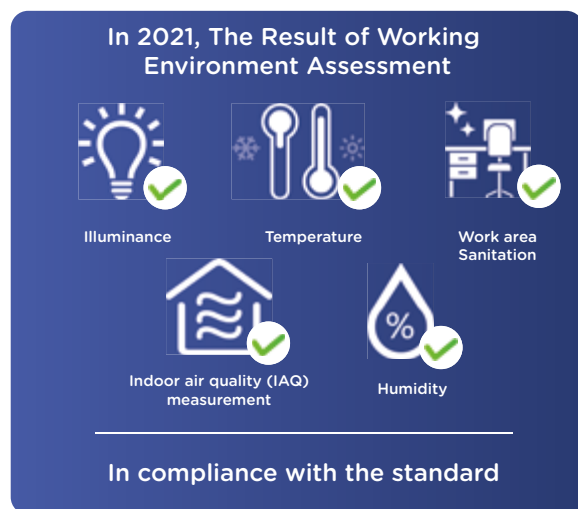 In 2021, The Result of Working
Environment Assessment
Illuminance
Temperature
Work area
Sanitation
Indoor air quality (IAQ)
measurement
%
Humidity
In compliance with the standard